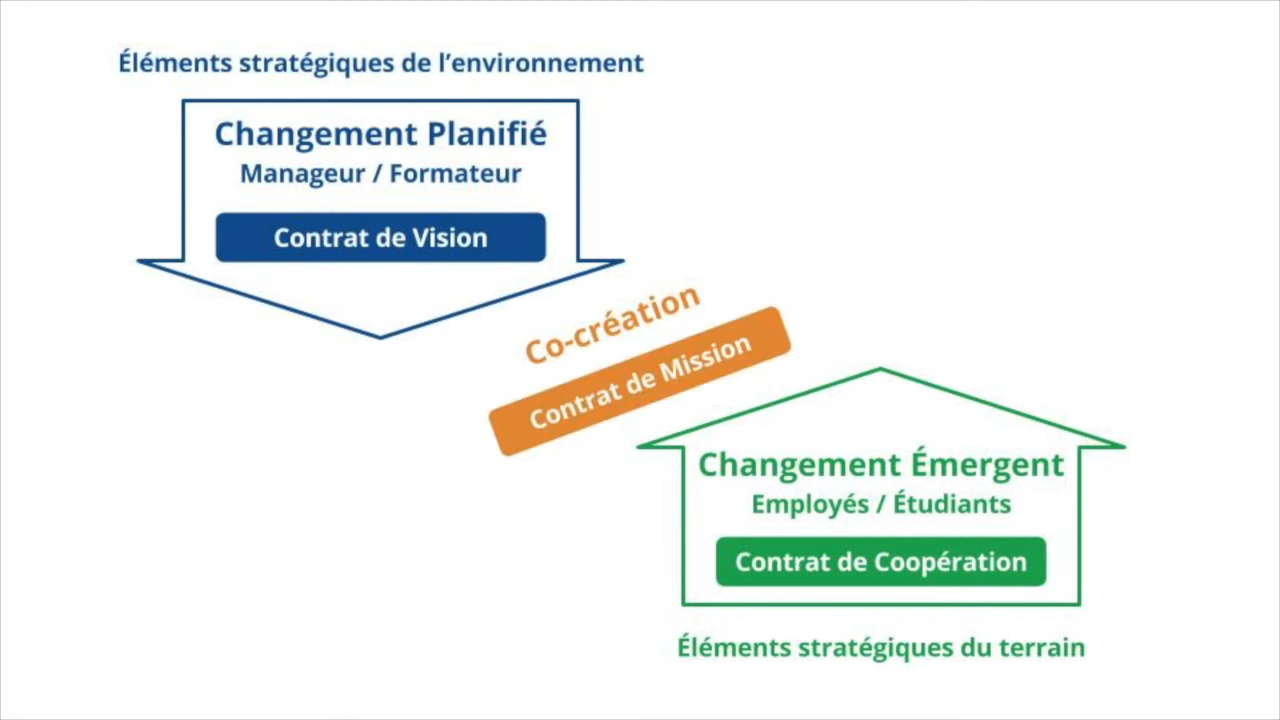 Éléments stratégiques de l’environnement
Changement Planifié
Manageur / Formateur
Contrat de Vision
Co-création
Contrat de Mission
Changement Émergent
Employés / Étudiants
Contrat de Coopération
Éléments stratégiques du terrain